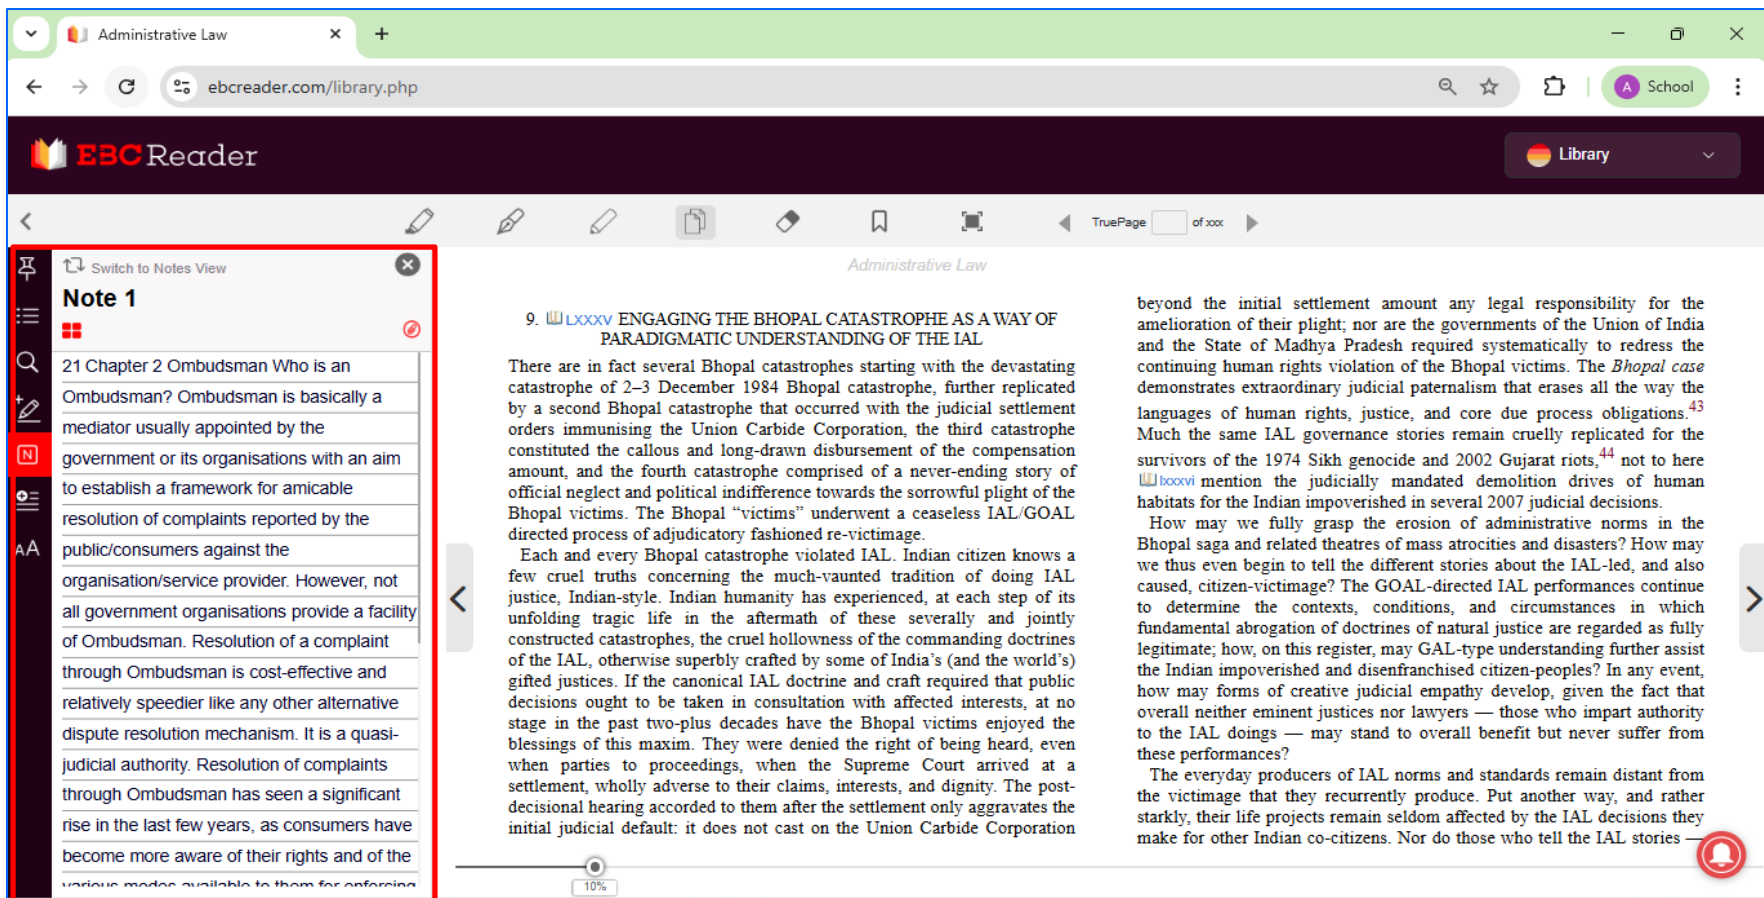 Administrative Law
ebcreader.com/library.php
A School
EBC Reader
Library
TruePage of xxx
Switch to Notes View
Note 1
N
AA
21 Chapter 2 Ombudsman Who is an
Ombudsman? Ombudsman is basically a
mediator usually appointed by the
government or its organisations with an aim
to establish a framework for amicable
resolution of complaints reported by the
public/consumers against the
organisation/service provider. However, not
all government organisations provide a facility
of Ombudsman. Resolution of a complaint
through Ombudsman is cost-effective and
relatively speedier like any other alternative
dispute resolution mechanism. It is a quasi-
judicial authority. Resolution of complaints
through Ombudsman has seen a significant
rise in the last few years, as consumers have
become more aware of their rights and of the
various modes available to them for enforcing
Administrative Law
9. LXXXV ENGAGING THE BHOPAL CATASTROPHE AS A WAY OF
PARADIGMATIC UNDERSTANDING OF THE IAL
There are in fact several Bhopal catastrophes starting with the devastating
catastrophe of 2–3 December 1984 Bhopal catastrophe, further replicated
by a second Bhopal catastrophe that occurred with the judicial settlement
orders immunising the Union Carbide Corporation, the third catastrophe
constituted the callous and long-drawn disbursement of the compensation
amount, and the fourth catastrophe comprised of a never-ending story of
official neglect and political indifference towards the sorrowful plight of the
Bhopal victims. The Bhopal “victims” underwent a ceaseless IAL/GOAL
directed process of adjudicatory fashioned re-victimage.
Each and every Bhopal catastrophe violated IAL. Indian citizen knows a
few cruel truths concerning the much-vaunted tradition of doing IAL
justice, Indian-style. Indian humanity has experienced, at each step of its
unfolding tragic life in the aftermath of these severally and jointly
constructed catastrophes, the cruel hollowness of the commanding doctrines
of the IAL, otherwise superbly crafted by some of India’s (and the world’s)
gifted justices. If the canonical IAL doctrine and craft required that public
decisions ought to be taken in consultation with affected interests, at no
stage in the past two-plus decades have the Bhopal victims enjoyed the
blessings of this maxim. They were denied the right of being heard, even
when parties to proceedings, when the Supreme Court arrived at a
settlement, wholly adverse to their claims, interests, and dignity. The post-
decisional hearing accorded to them after the settlement only aggravates the
initial judicial default: it does not cast on the Union Carbide Corporation
beyond the initial settlement amount any legal responsibility for the
amelioration of their plight; nor are the governments of the Union of India
and the State of Madhya Pradesh required systematically to redress the
continuing human rights violation of the Bhopal victims. The Bhopal case
demonstrates extraordinary judicial paternalism that erases all the way the
languages of human rights, justice, and core due process obligations.43
Much the same IAL governance stories remain cruelly replicated for the
survivors of the 1974 Sikh genocide and 2002 Gujarat riots,44 not to here
lxxxvi mention the judicially mandated demolition drives of human
habitats for the Indian impoverished in several 2007 judicial decisions.
How may we fully grasp the erosion of administrative norms in the
Bhopal saga and related theatres of mass atrocities and disasters? How may
we thus even begin to tell the different stories about the IAL-led, and also
caused, citizen-victimage? The GOAL-directed IAL performances continue
to determine the contexts, conditions, and circumstances in which
fundamental abrogation of doctrines of natural justice are regarded as fully
legitimate; how, on this register, may GAL-type understanding further assist
the Indian impoverished and disenfranchised citizen-peoples? In any event,
how may forms of creative judicial empathy develop, given the fact that
overall neither eminent justices nor lawyers — those who impart authority
to the IAL doings — may stand to overall benefit but never suffer from
these performances?
The everyday producers of IAL norms and standards remain distant from
the victimage that they recurrently produce. Put another way, and rather
starkly, their life projects remain seldom affected by the IAL decisions they
make for other Indian co-citizens. Nor do those who tell the IAL stories —
10%